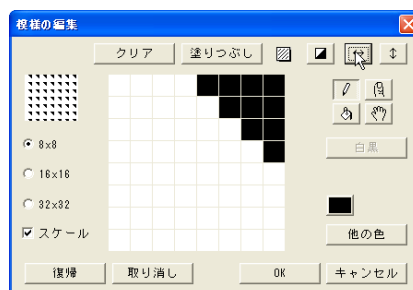 模様の編集
クリア 塗りつぶし
8x8
白黒
16x16
32x32
スケール 他の色
復帰 取り消し OK キャンセル